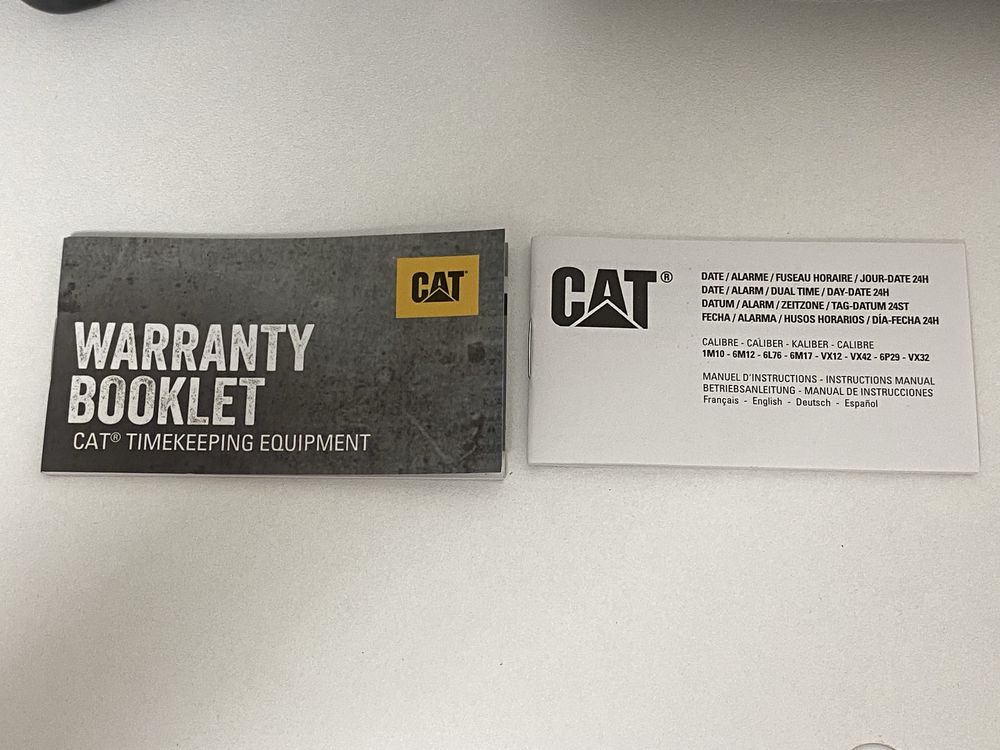 CAT®
WARRANTY
BOOKLET
CAT® TIMEKEEPING EQUIPMENT
CAT®
DATE / ALARME / FUSEAU HORAIRE / JOUR-DATE 24H
DATE / ALARM / DUAL TIME / DAY-DATE 24H
DATUM / ALARM / ZEITZONE / TAG-DATUM 24ST
FECHA / ALARMA / HUSOS HORARIOS / DÍA-FECHA 24H
CALIBRE - CALIBER - KALIBER - CALIBRE
1M10 - 6M12 - 6L76 - 6M17 - VX12 - VX42 - 6P29 - VX32
MANUEL D'INSTRUCTIONS - INSTRUCTIONS MANUAL
BETRIEBSANLEITUNG - MANUAL DE INSTRUCCIONES
Français - English - Deutsch - Español